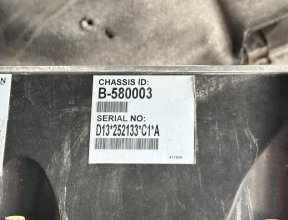 CHASSIS ID:
B-580003
SERIAL NO:
D13*252133*C1*A